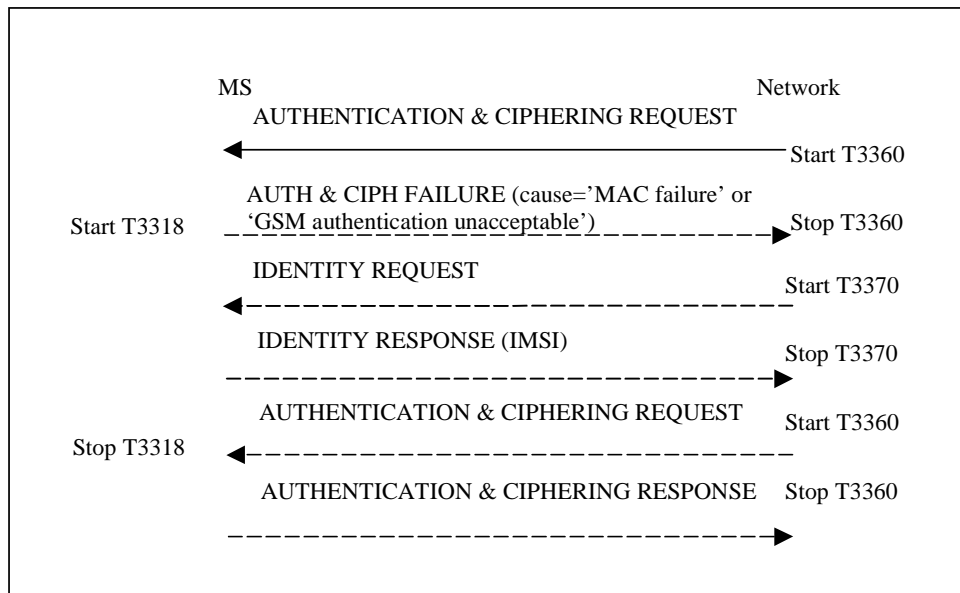 MS
Network
AUTHENTICATION & CIPHERING REQUEST
Start T3360
AUTH & CIPH FAILURE (cause='MAC failure' or
‘GSM authentication unacceptable’)
Start T3318
Stop T3360
IDENTITY REQUEST
Start T3370
IDENTITY RESPONSE (IMSI)
Stop T3370
AUTHENTICATION & CIPHERING REQUEST
Start T3360
Stop T3318
AUTHENTICATION & CIPHERING RESPONSE
Stop T3360